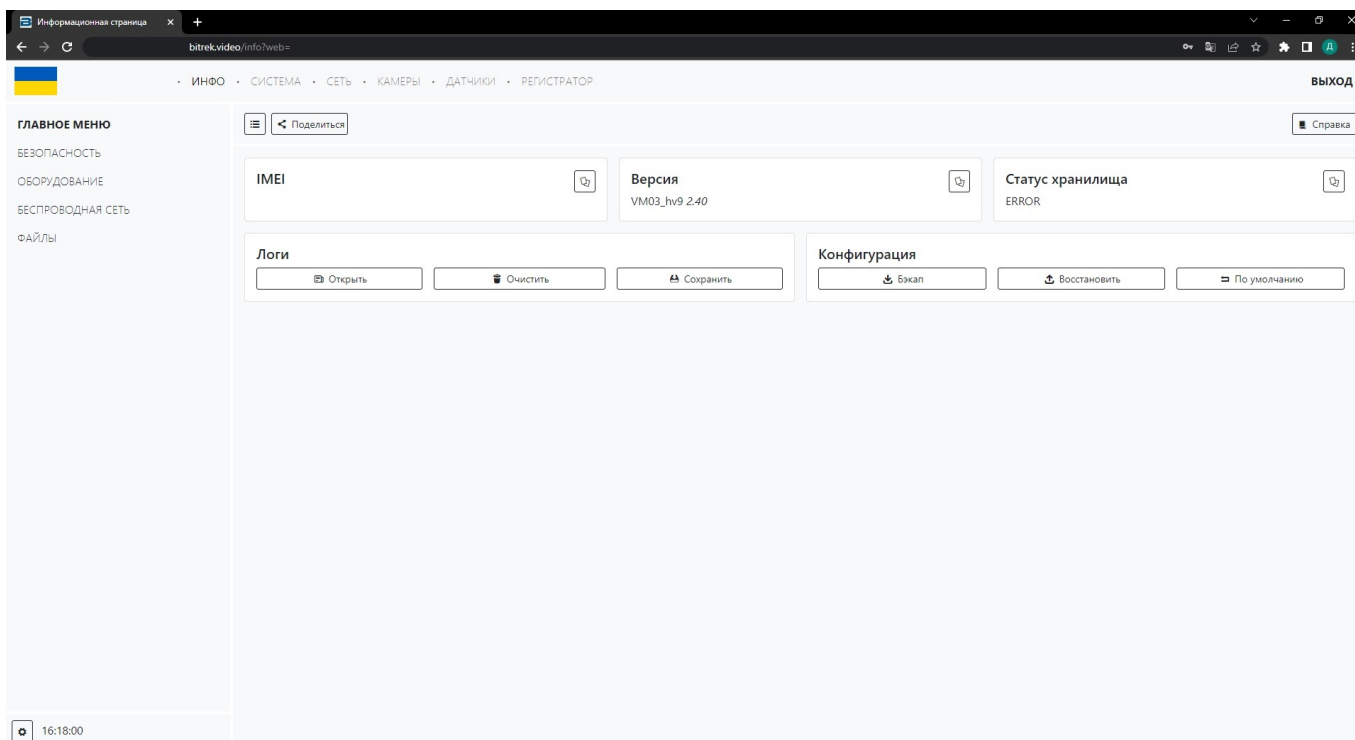 Информационная страница
bitrek.video/info?web=
Д
· ИНФО · СИСТЕМА · СЕТЬ · КАМЕРЫ · ДАТЧИКИ · РЕГИСТРАТОР
ВЫХОД
ГЛАВНОЕ МЕНЮ
БЕЗОПАСНОСТЬ
ОБОРУДОВАНИЕ
БЕСПРОВОДНАЯ СЕТЬ
ФАЙЛЫ
Поделиться
Справка
IMEI
Версия
VM03_hv9 2.40
Статус хранилища
ERROR
Логи
Открыть
Очистить
Сохранить
Конфигурация
Бэкап
Восстановить
По умолчанию
16:18:00